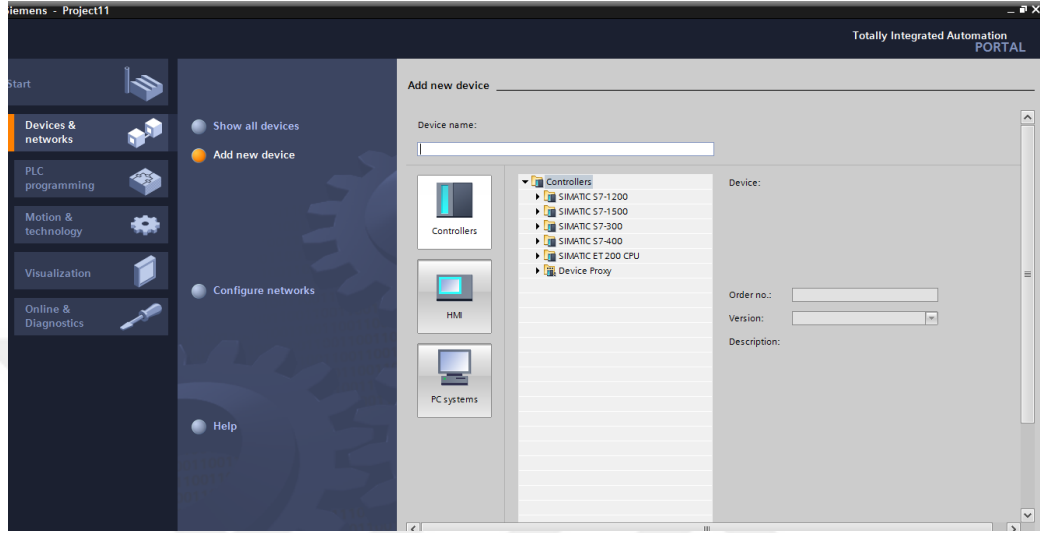 Siemens - Project11
Totally Integrated Automation
PORTAL
Start
Devices &
networks
PLC
programming
Motion &
technology
Visualization
Online &
Diagnostics
Show all devices
Add new device
Configure networks
Help
Add new device
Device name:
Controllers
HMI
PC systems
Controllers
SIMATIC S7-1200
SIMATIC S7-1500
SIMATIC S7-300
SIMATIC S7-400
SIMATIC ET 200 CPU
Device Proxy
Device:
Order no.:
Version:
Description: